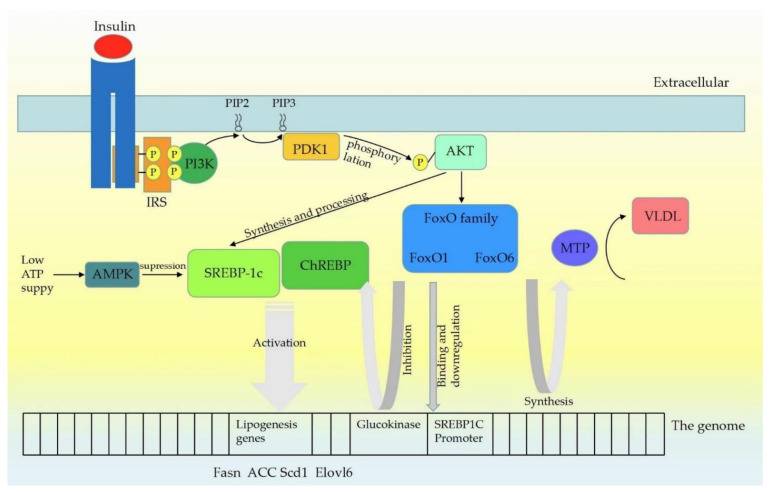 Insulin
Extracellular
PIP2 PIP3
P P
P P
PI3K
IRS
PDK1
phosphory
lation
P
AKT
Synthesis and processing
FoxO family
FoxO1 FoxO6
MTP
VLDL
Low
ATP
suppy
AMPK
supression
SREBP-1c
ChREBP
Activation
Inhibition
Binding and
downregulation
Synthesis
Lipogenesis
genes
Glucokinase
SREBP1C
Promoter
The genome
Fasn ACC Scd1 Elovl6